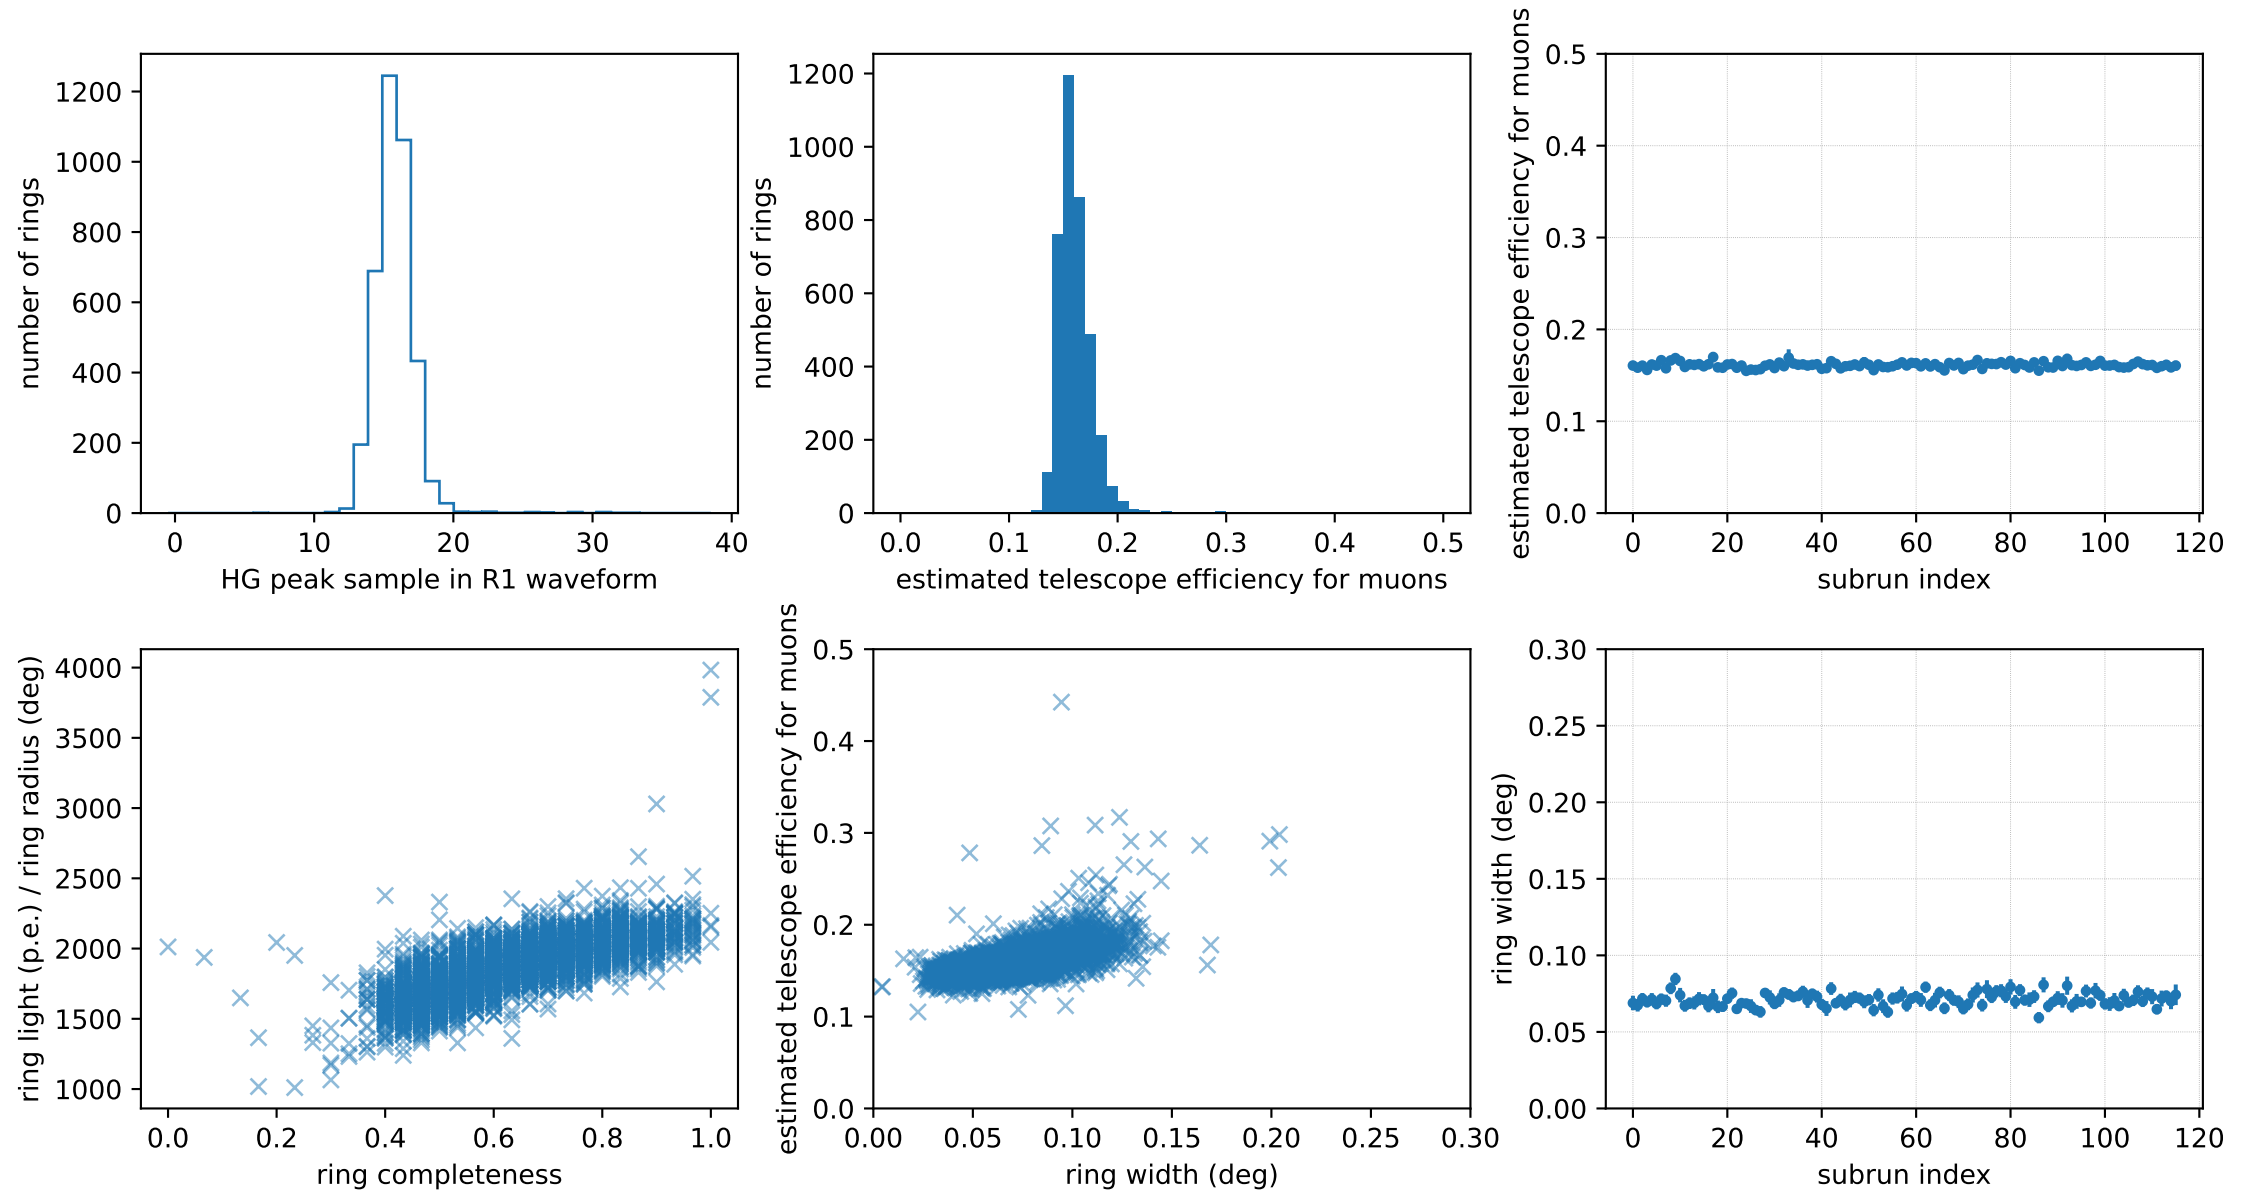 1200
1000
800
600
400
200
0
number of rings
0 10 20 30 40
HG peak sample in R1 waveform
1200
1000
800
600
400
200
0
number of rings
0.0 0.1 0.2 0.3 0.4 0.5
estimated telescope efficiency for muons
0.5
0.4
0.3
0.2
0.1
0.0
estimated telescope efficiency for muons
0 20 40 60 80 100 120
subrun index
4000
3500
3000
2500
2000
1500
1000
ring light (p.e.) / ring radius (deg)
0.0 0.2 0.4 0.6 0.8 1.0
ring completeness
0.5
0.4
0.3
0.2
0.1
0.0
estimated telescope efficiency for muons
0.00 0.05 0.10 0.15 0.20 0.25 0.30
ring width (deg)
0.30
0.25
0.20
0.15
0.10
0.05
0.00
ring width (deg)
0 20 40 60 80 100 120
subrun index